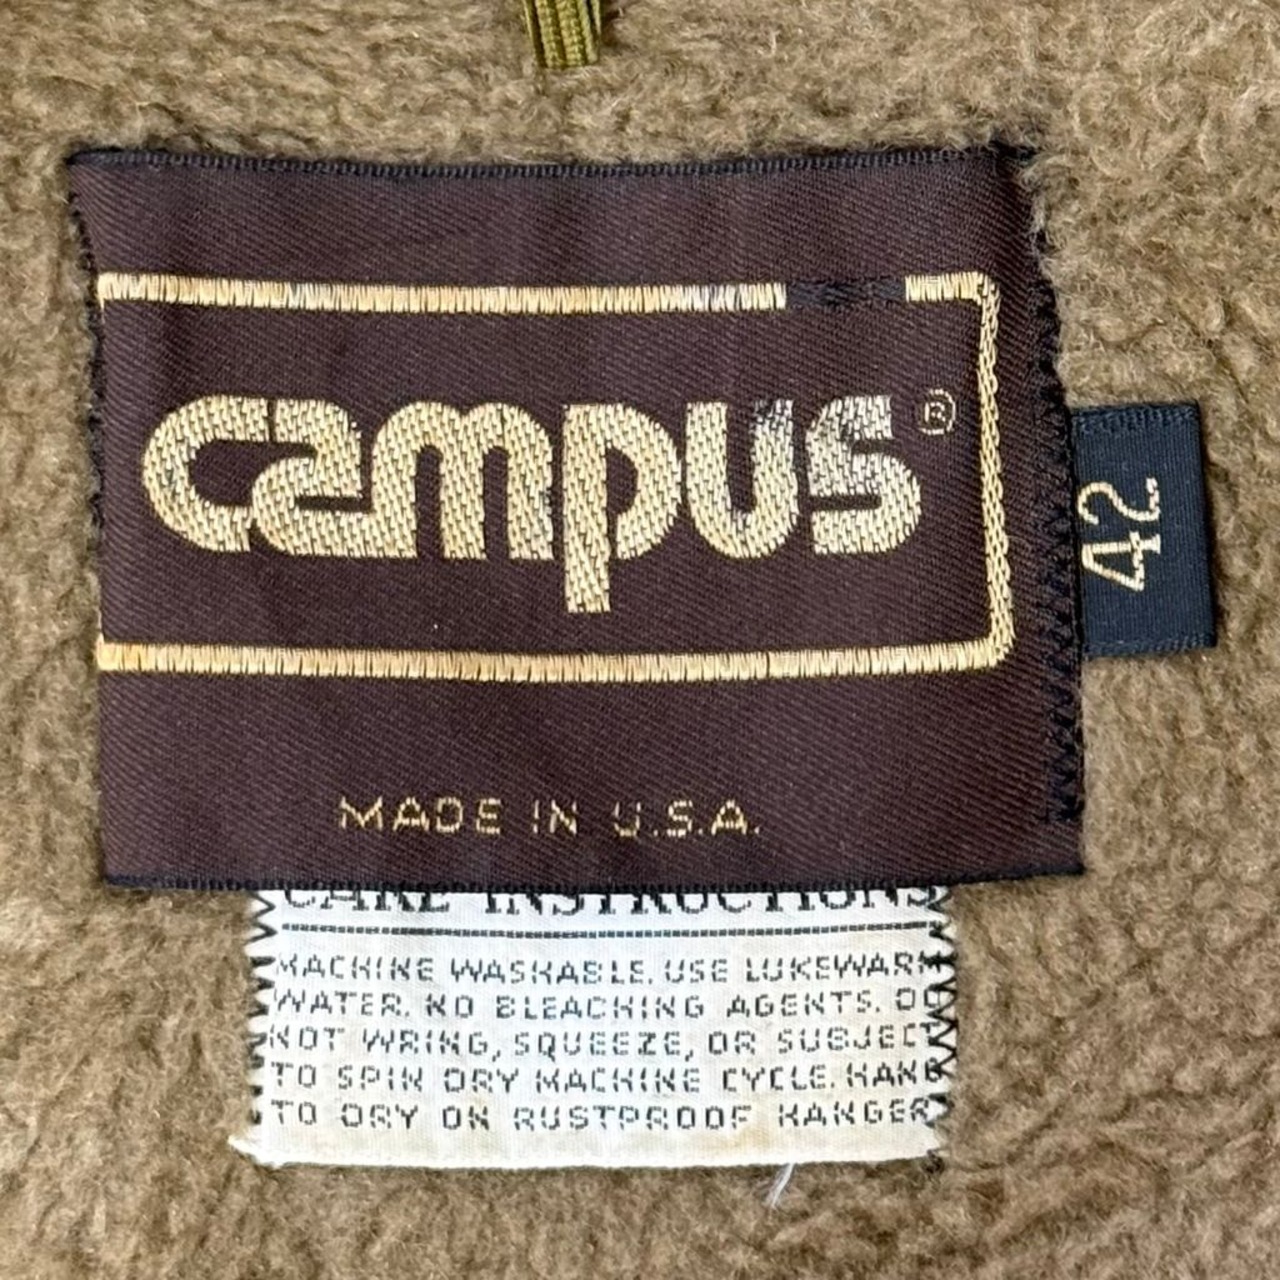 campus®
42
MADE IN U.S.A.
CARE INSTRUCTIONS
MACHINE WASHABLE. USE LUKEWARM
WATER. NO BLEACHING AGENTS. DO
NOT WRING, SQUEEZE, OR SUBJECT
TO SPIN DRY MACHINE CYCLE. HANG
TO DRY ON RUSTPROOF HANGER